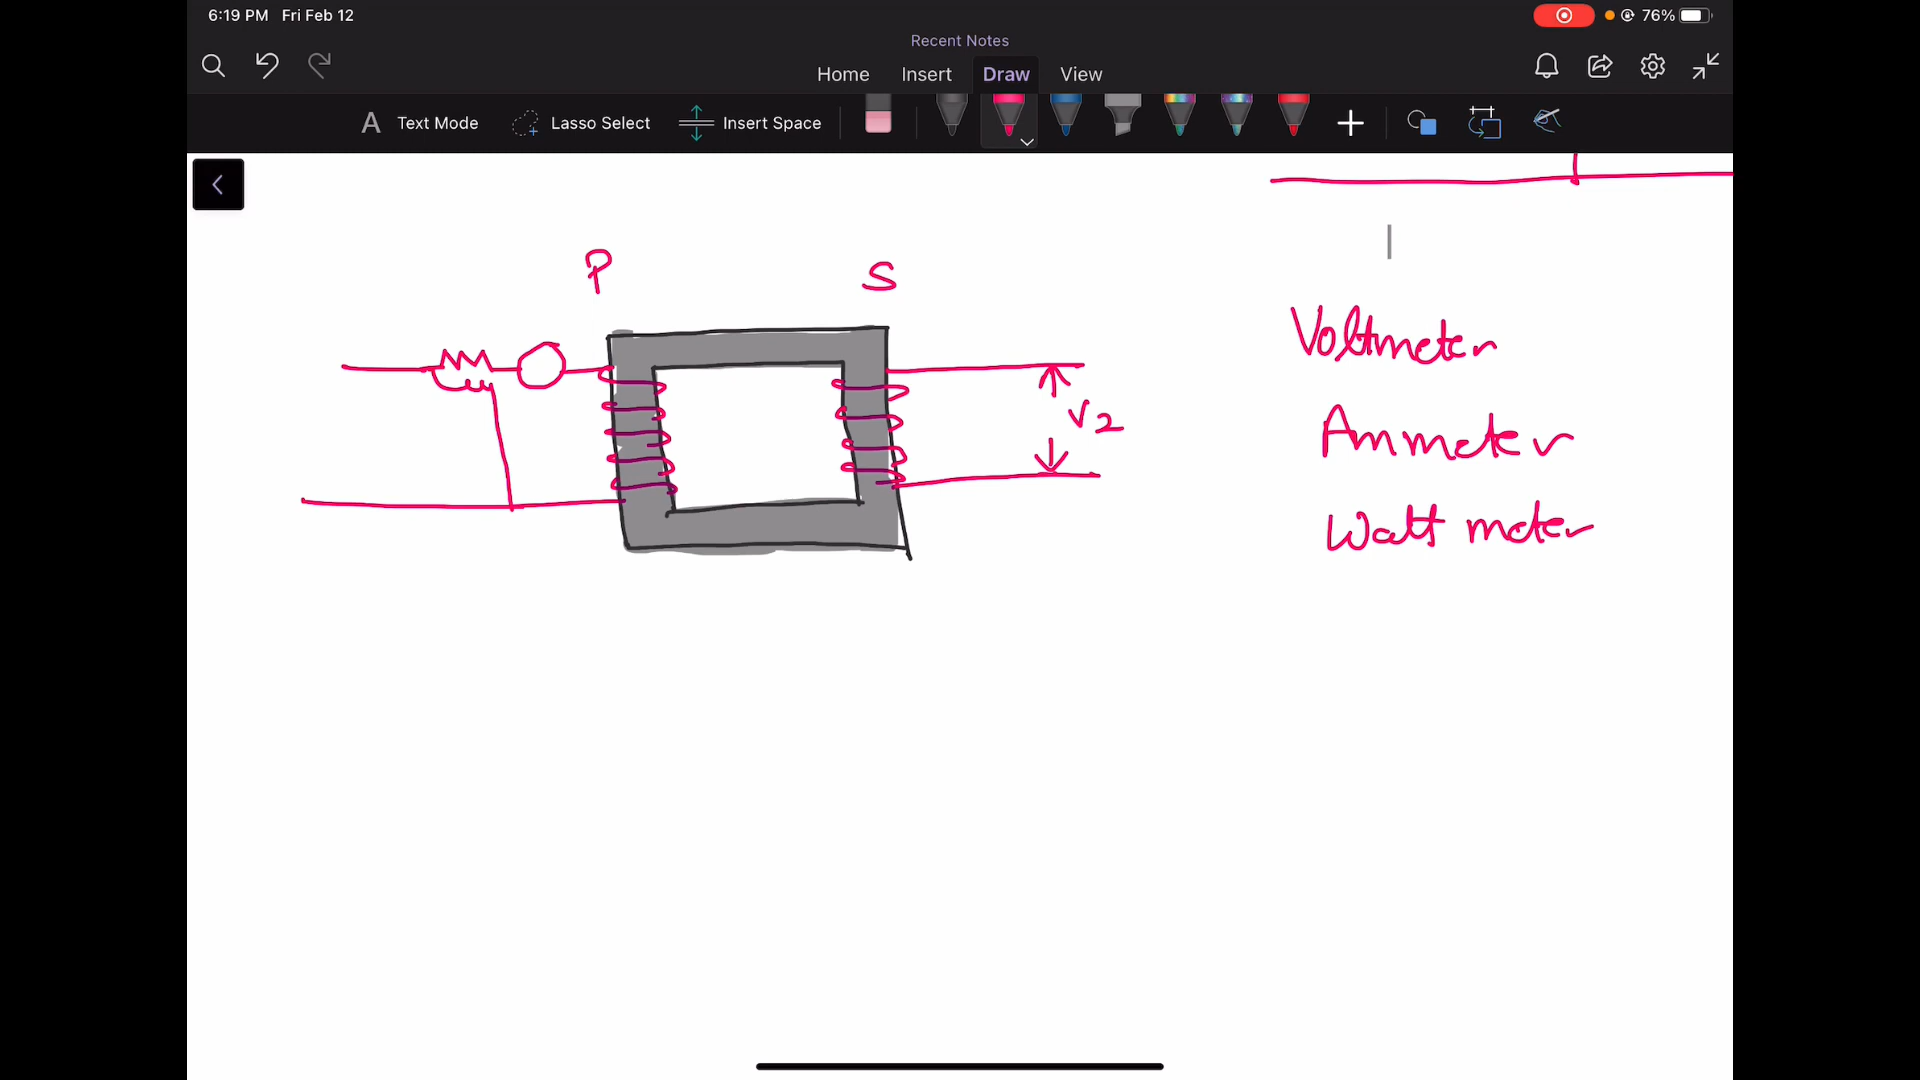 6:19 PM Fri Feb 12
76%
Recent Notes
Home Insert Draw View
A Text Mode Lasso Select Insert Space
P
S
V2
Voltmeter
Ammeter
Watt meter